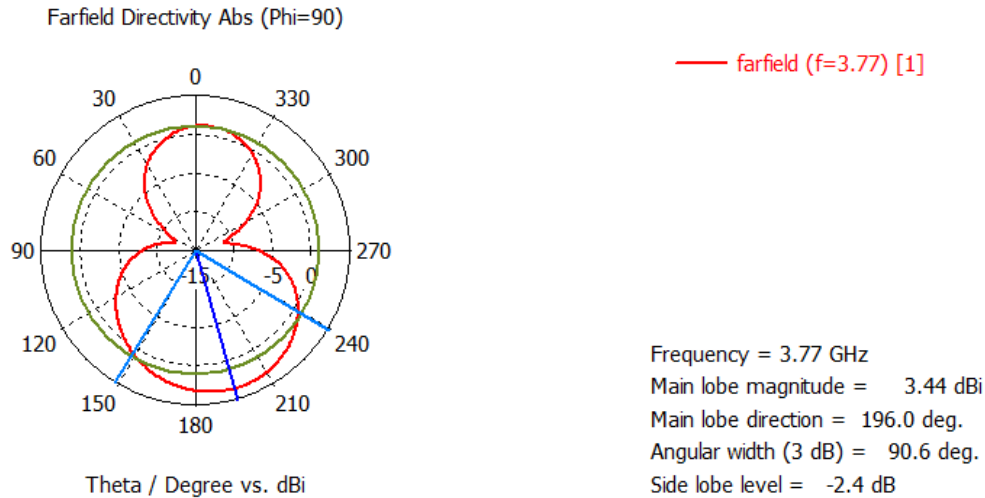 Farfield Directivity Abs (Phi=90)
farfield (f=3.77) [1]
0
30
330
60
300
90
270
-15
-5
0
120
240
150
210
180
Frequency = 3.77 GHz
Main lobe magnitude = 3.44 dBi
Main lobe direction = 196.0 deg.
Angular width (3 dB) = 90.6 deg.
Side lobe level = -2.4 dB
Theta / Degree vs. dBi